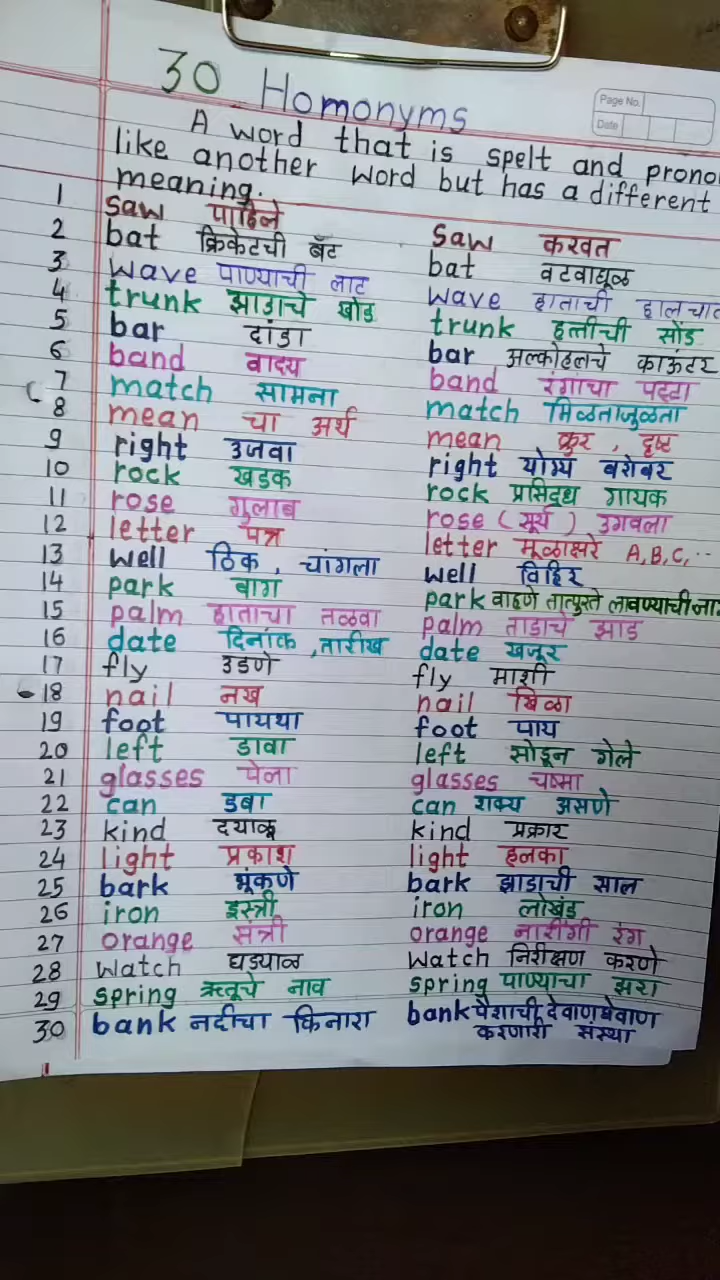 30 Homonyms
Page No.
Date
A word that is spelt and
like another word but has a different
meaning.
1 saw पाहिले saw करवत
2 bat क्रिकेटची बॅट bat वटवाघूळ
3 wave पाण्याची लाट wave हाताची
4 trunk झाडाचे खोड trunk हत्तीची सोंड
5 bar दांडा bar अल्कोहलचे काऊंटर
6 band वाद्य band रंगांचा पट्टा
7 match सामना match मिळताजुळता
8 mean चा अर्थ mean क्रुर , दृष्ट
9 right उजवा right योग्य बरोबर
10 rock खडक rock प्रसिद्ध गायक
11 rose गुलाब rose (सूर्य) उगवला
12 letter पत्र letter मूळाक्षरे A,B,C,..
13 well ठिक , चांगला well विहिर
14 park बाग park वाहणे तात्पुरते लावण्याची
15 palm हाताचा तळवा palm ताडाचे झाड
16 date दिनांक ,तारीख date खजूर
17 fly उडणे fly माशी
18 nail नख nail खिळा
19 foot पायथा foot पाय
20 left डावा left सोडून गेले
21 glasses पेला glasses चष्मा
22 can डबा can शक्य असणे
23 kind दयाळू kind प्रकार
24 light प्रकाश light हलका
25 bark भूंकणे bark झाडाची साल
26 iron इस्त्री iron लोखंड
27 orange संत्री orange नारींगी रंग
28 watch घड्याळ watch निरीक्षण करणे
29 spring ऋतूचे नाव spring पाण्याचा झरा
30 bank नदीचा किनारा bank पैशाची देवाणघेवाण
करणारी संस्था